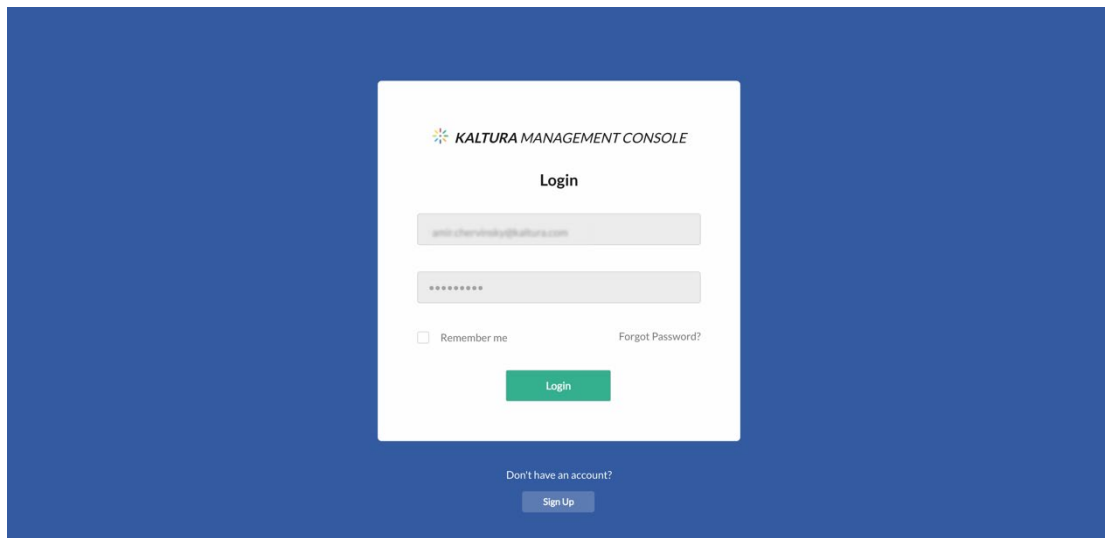 KALTURA MANAGEMENT CONSOLE
Login
•••••••••
Remember me
Forgot Password?
Login
Don't have an account?
Sign Up